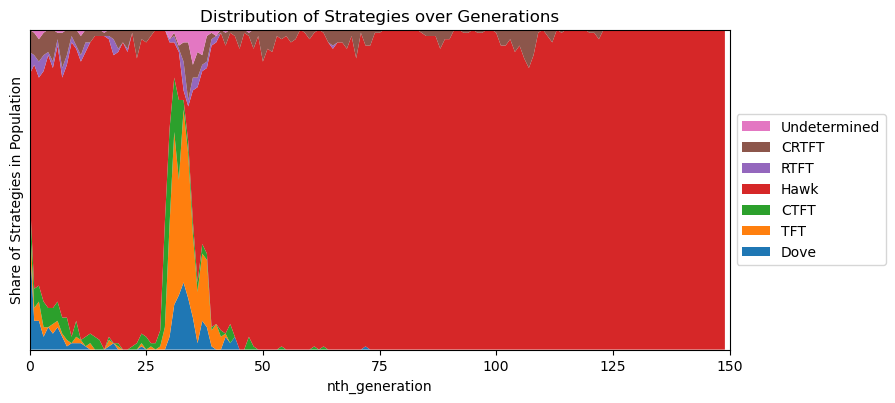 Distribution of Strategies over Generations
Share of Strategies in Population
Undetermined
CRTFT
RTFT
Hawk
CTFT
TFT
Dove
0 25 50 75 100 125 150
nth_generation